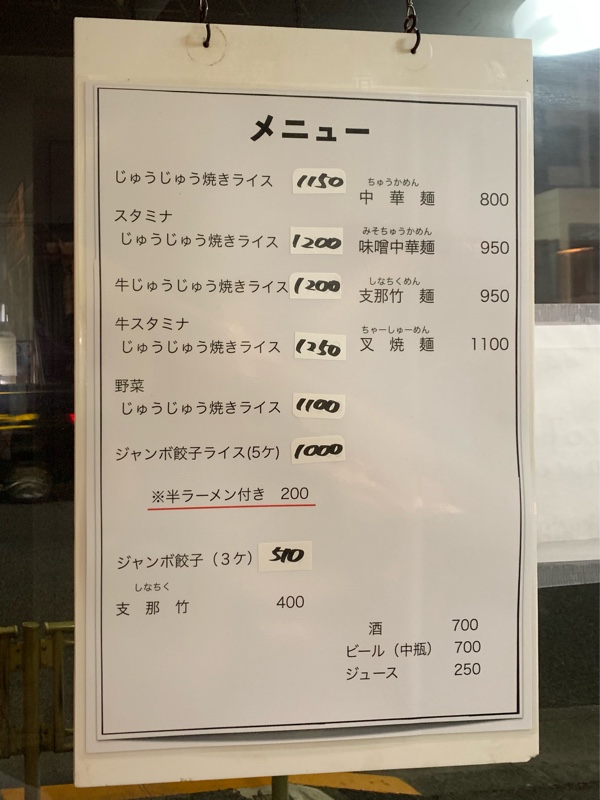 メニュー
じゅうじゅう焼きライス 1150
スタミナ
じゅうじゅう焼きライス 1200
牛じゅうじゅう焼きライス 1200
牛スタミナ
じゅうじゅう焼きライス 1250
野菜
じゅうじゅう焼きライス 1100
ジャンボ餃子ライス(5ケ) 1000
※半ラーメン付き 200
ジャンボ餃子（3ケ） 510
しなちく
支 那 竹 400
ちゅうかめん
中 華 麺 800
みそちゅうかめん
味噌中華麺 950
しなちくめん
支那竹 麺 950
ちゃーしゅーめん
叉 焼 麺 1100
酒 700
ビール（中瓶） 700
ジュース 250